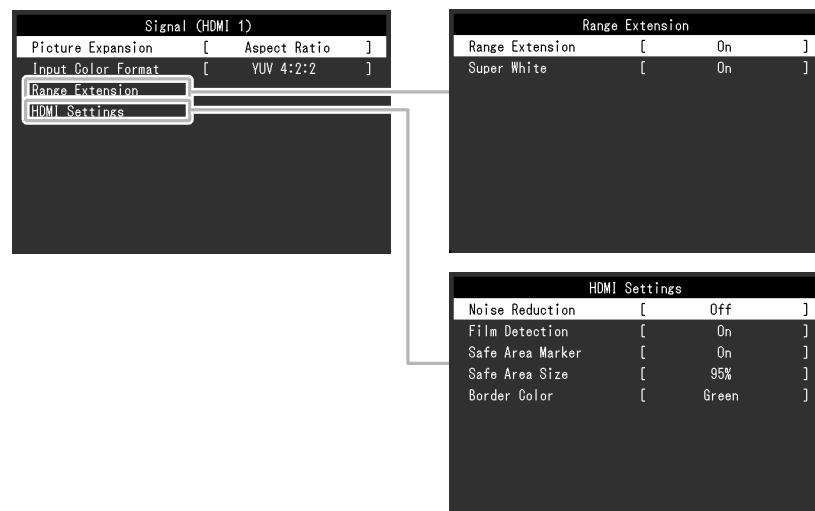 Signal (HDMI 1)
Picture Expansion [ Aspect Ratio ]
Input Color Format [ YUV 4:2:2 ]
Range Extension
HDMI Settings
Range Extension
Range Extension [ On ]
Super White [ On ]
HDMI Settings
Noise Reduction [ Off ]
Film Detection [ On ]
Safe Area Marker [ On ]
Safe Area Size [ 95% ]
Border Color [ Green ]